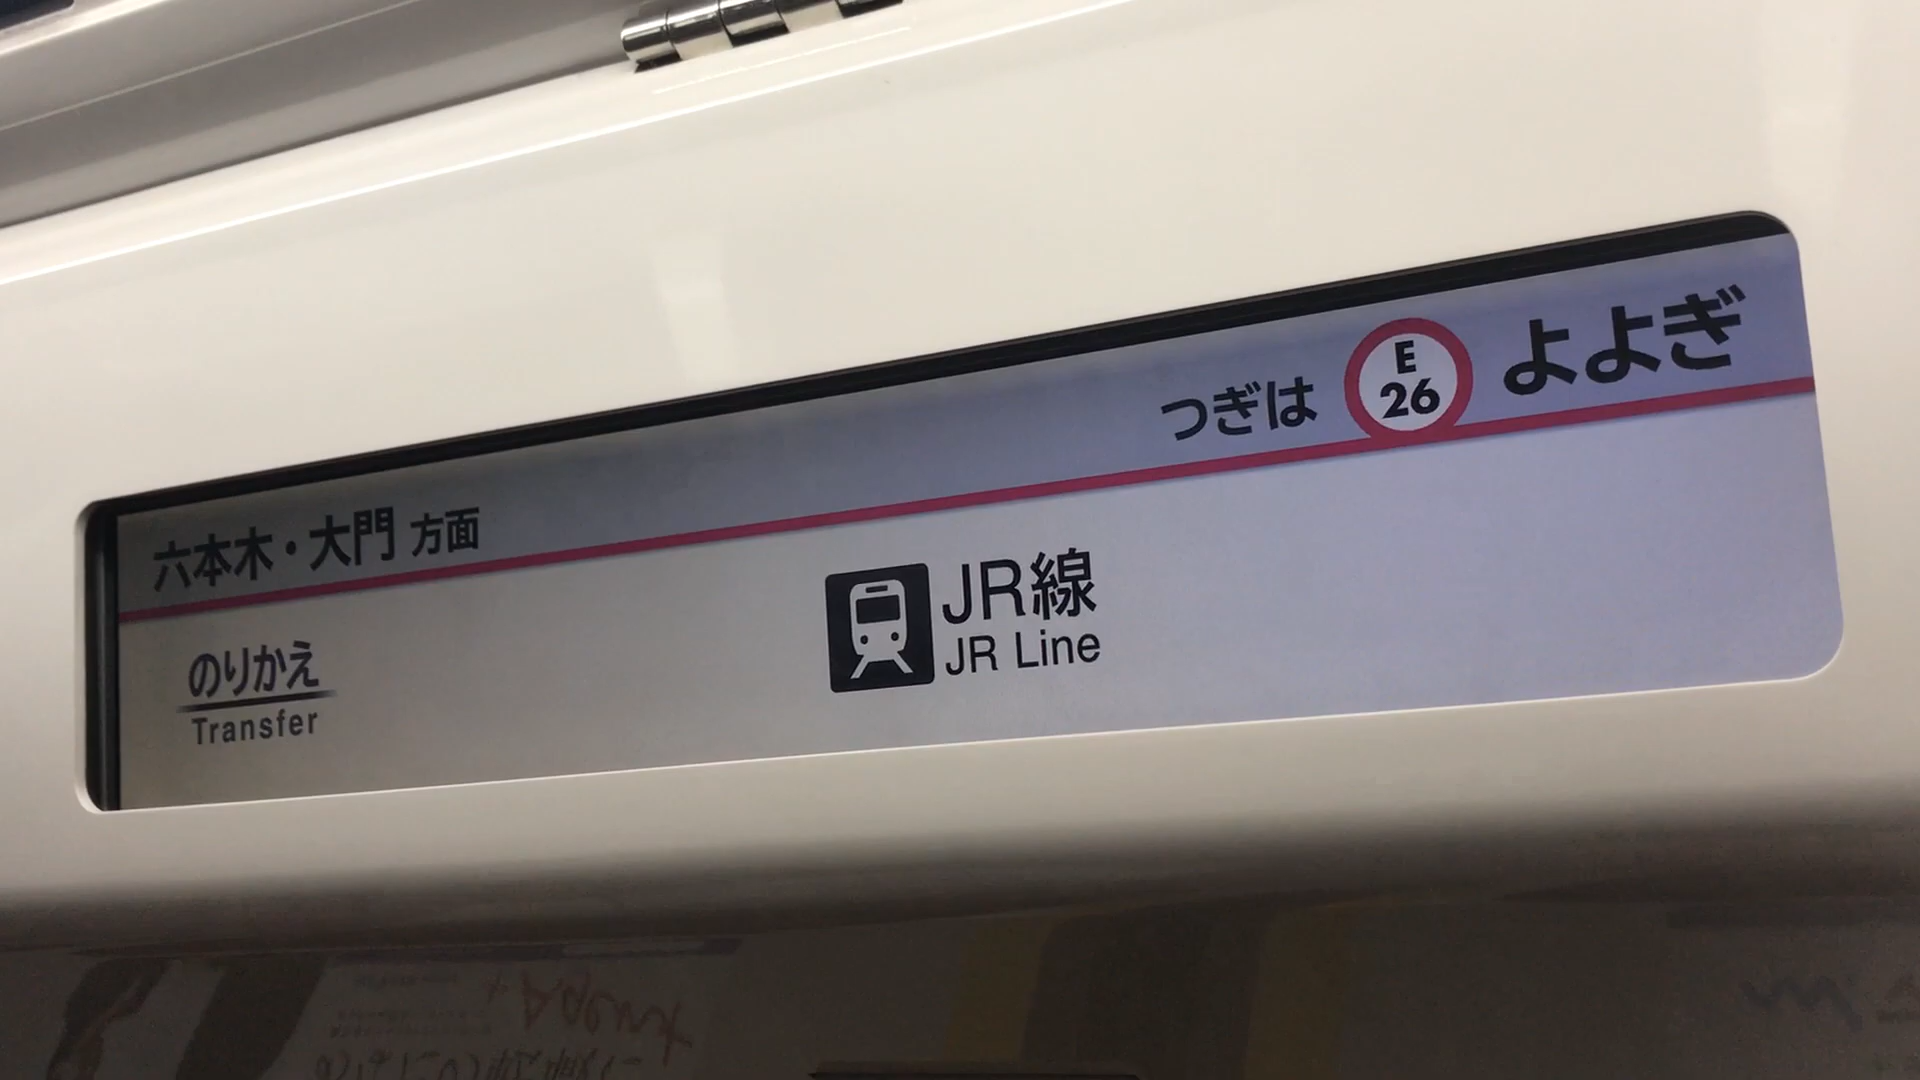 六本木・大門 方面
つぎは E 26 よよぎ
のりかえ
Transfer
JR線
JR Line